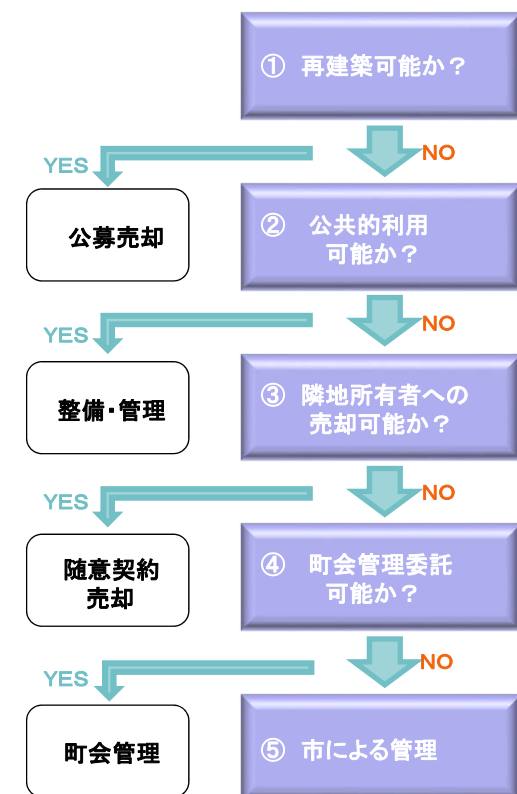 ① 再建築可能か？
YES
NO
公募売却
② 公共的利用
可能か？
YES
NO
整備・管理
③ 隣地所有者への
売却可能か？
YES
NO
随意契約
売却
④ 町会管理委託
可能か？
YES
NO
町会管理
⑤ 市による管理